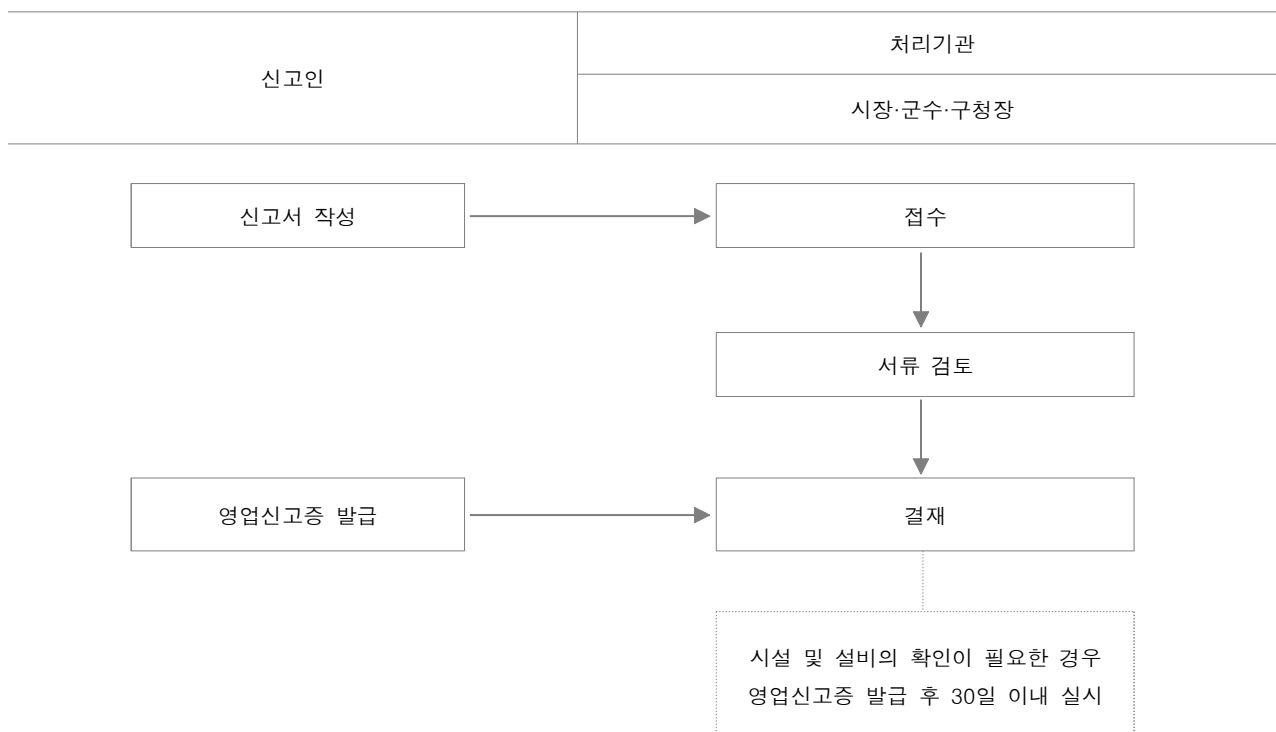 신고인
처리기관
시장·군수·구청장
신고서 작성
접수
서류 검토
영업신고증 발급
결재
시설 및 설비의 확인이 필요한 경우
영업신고증 발급 후 30일 이내 실시